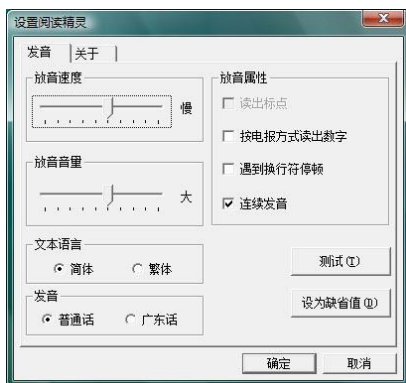 设置阅读精灵
发音 关于
放音速度
慢
放音音量
大
文本语言
简体 繁体
发音
普通话 广东话
放音属性
读出标点
按电报方式读出数字
遇到换行符停顿
连续发音
测试(T)
设为缺省值(D)
确定 取消